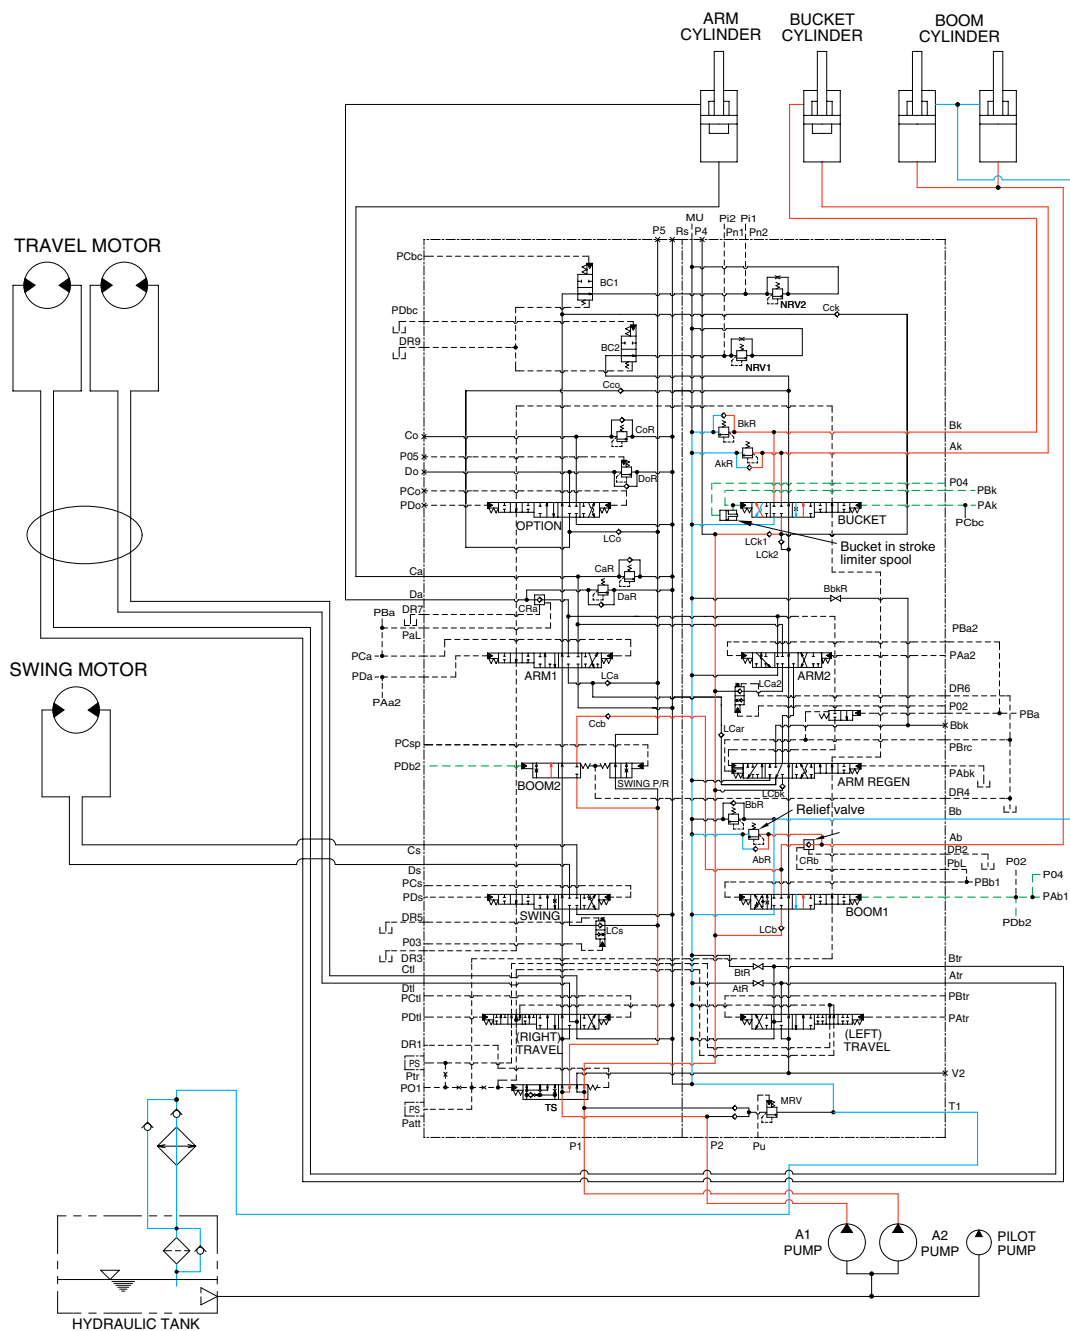 ARM
CYLINDER
BUCKET
CYLINDER
BOOM
CYLINDER
TRAVEL MOTOR
SWING MOTOR
MU
Pi2
Pi1
P5
Rs
P4
Pn1
Pn2
PCbc
BC1
NRV2
PDbc
Cck
DR9
BC2
NRV1
Cco
Co
CoR
BkR
Bk
P05
AkR
Ak
Do
DoR
PCo
P04
PBk
PDo
PAk
OPTION
BUCKET
PCbc
LCo
LCk1
LCk2
Bucket in stroke
limiter spool
Ca
CaR
Da
DaR
BbkR
DR7
CRa
PBa
PaL
PBa2
PCa
PAa2
PDa
ARM1
LCa
ARM2
LCa2
DR6
PAa2
P02
PBa
Ccb
LCar
Bbk
PCsp
PBrc
PDb2
PAbk
BOOM2
SWING P/R
LCbk
ARM REGEN
DR4
BbR
Relief valve
Bb
Ab
AbR
CRb
DR2
Cs
PbL
P02
Ds
P04
PCs
PBb1
PDs
PAb1
SWING
BOOM1
DR5
PDb2
LCs
LCb
P03
DR3
Btr
Ctl
BtR
Atr
Dtl
AtR
PCtl
PBtr
PDtl
PAtr
(RIGHT)
TRAVEL
(LEFT)
TRAVEL
DR1
PS
Ptr
V2
PO1
TS
MRV
PS
T1
Patt
P1
P2
Pu
A1
PUMP
A2
PUMP
PILOT
PUMP
HYDRAULIC TANK